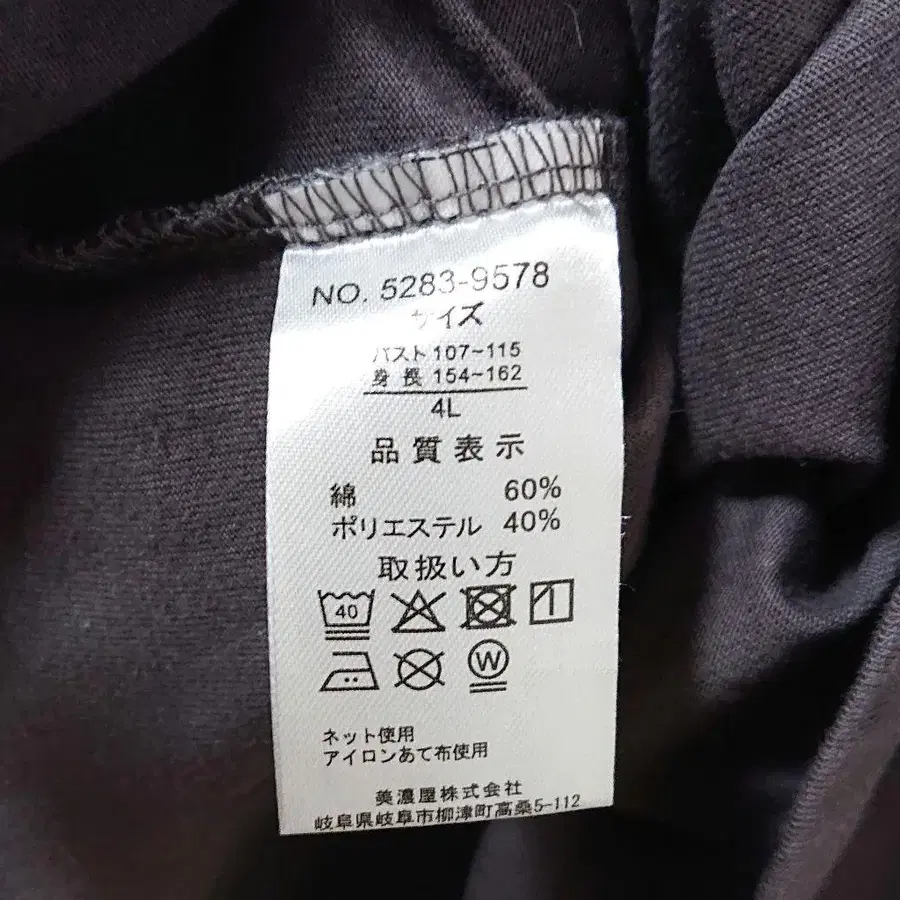 NO. 5283-9578
サイズ
バスト 107~115
身 長 154~162
4L
品質表示
綿 60%
ポリエステル 40%
取扱い方
40
W
ネット使用
アイロンあて布使用
美濃屋株式会社
岐阜県岐阜市柳津町高桑5-112